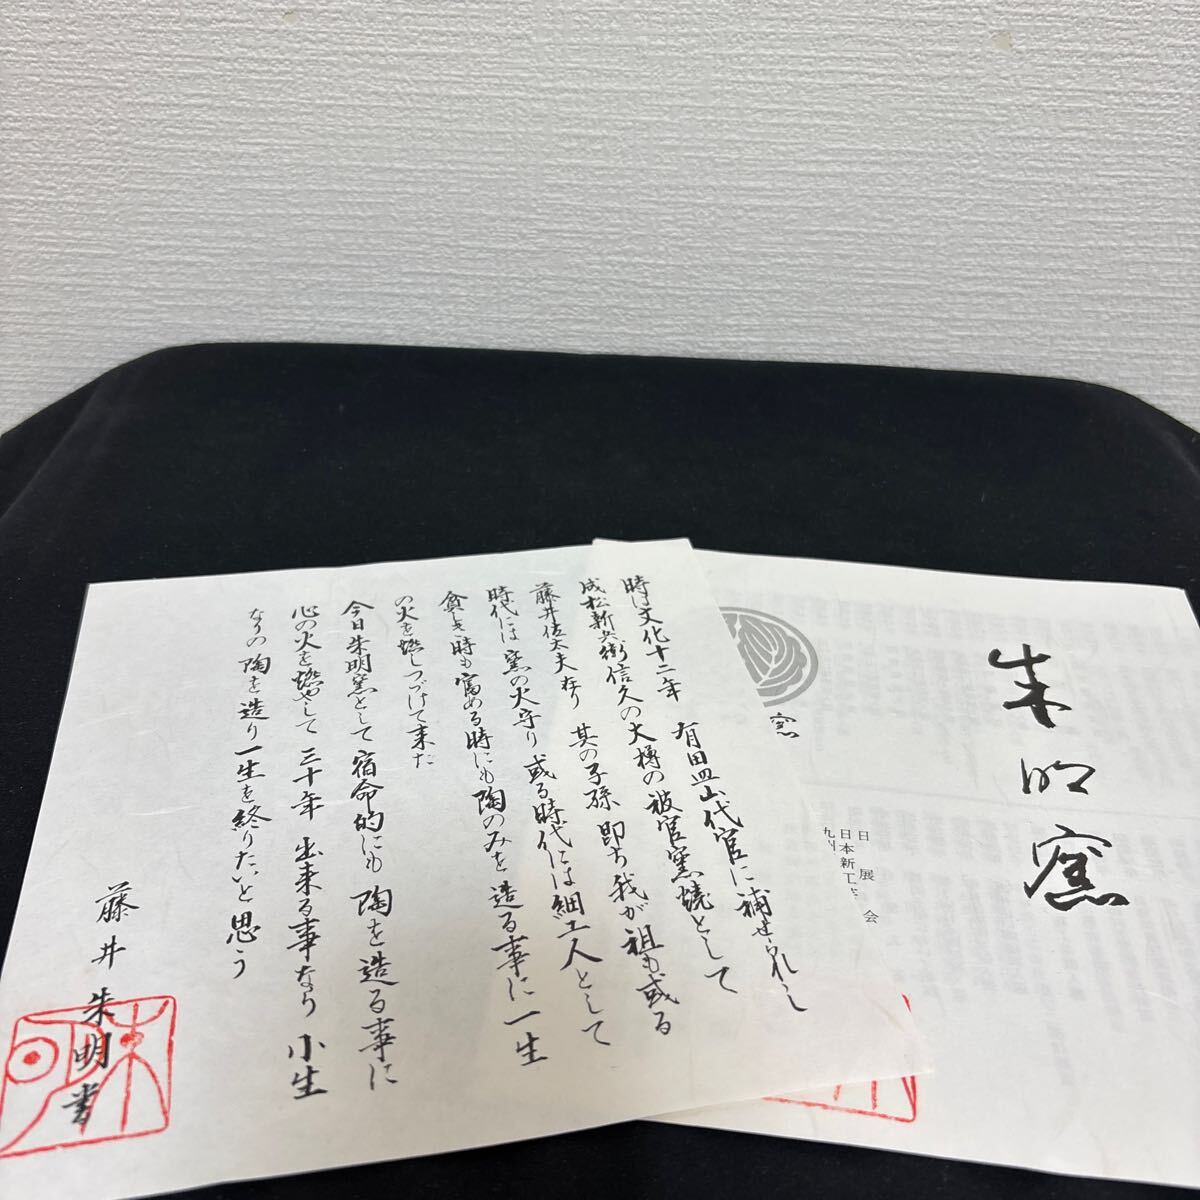 時は文化十二年 有田皿山代官に補せられし
成松新兵衛信久の大樽の被官窯焼として
藤井佐太夫なり 其の子孫 即ち我が祖も或る
時代には窯の火守り或る時代には細工人として
貪しき時も富める時にも陶のみを造る事に一生
の火を燃しつづけて来た
今日朱明窯として宿命的にも陶を造る事に
心の火を燃やして三十年 出来る事なり 小生
なりの陶を造り一生を終りたいと思う
藤井朱明書
朱明
朱明窯
窯
日展会
日本新工
九州